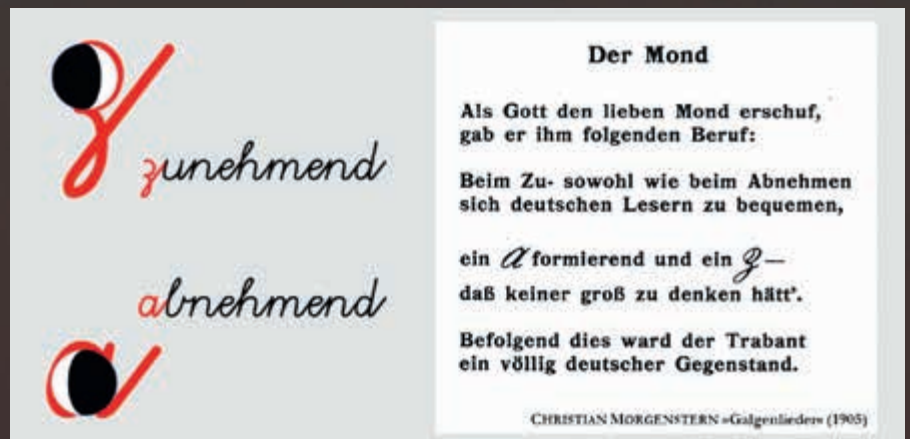 zunehmend
abnehmend
Der Mond
Als Gott den lieben Mond erschuf,
gab er ihm folgenden Beruf:
Beim Zu- sowohl wie beim Abnehmen
sich deutschen Lesern zu bequemen,
ein a formierend und ein z—
daß keiner groß zu denken hätt'.
Befolgend dies ward der Trabant
ein völlig deutscher Gegenstand.
CHRISTIAN MORGENSTERN »Galgenlieder« (1905)